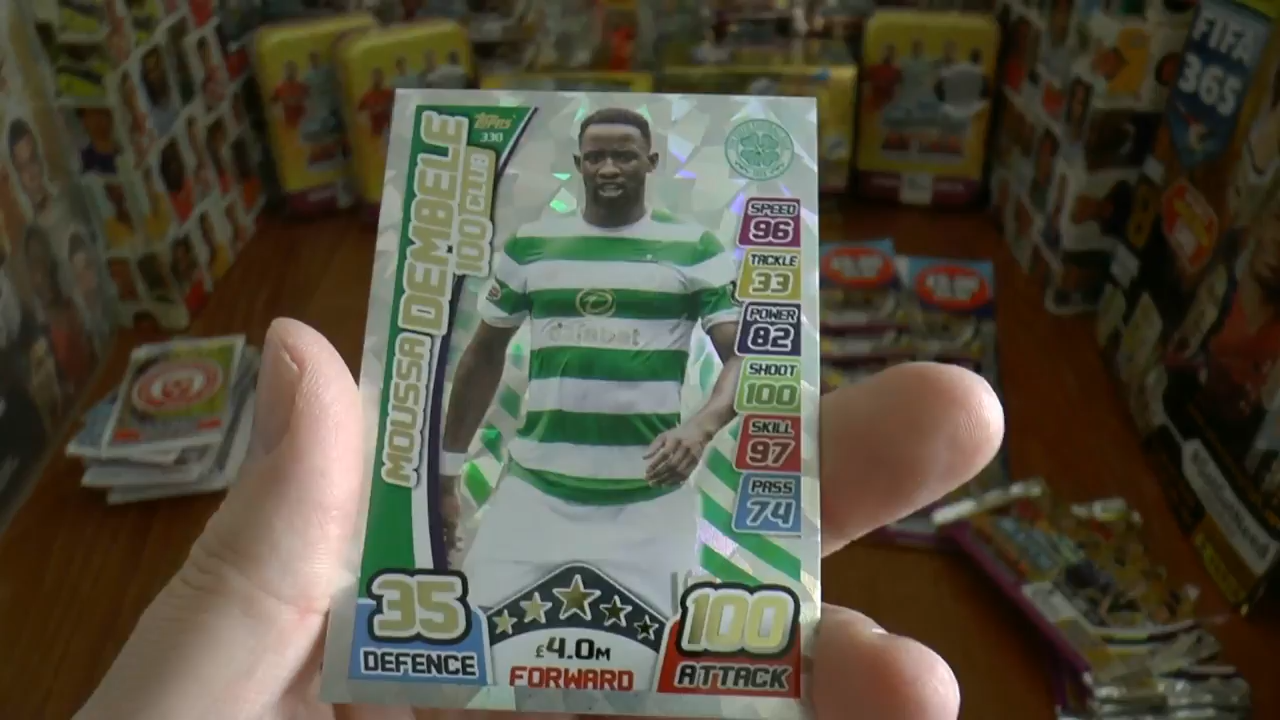 TOPPS
330
MOUSSA DEMBELE
100 CLUB
SPEED
96
TACKLE
33
POWER
82
SHOOT
100
SKILL
97
PASS
74
35
DEFENCE
£4.0M
FORWARD
100
ATTACK
FIFA
365